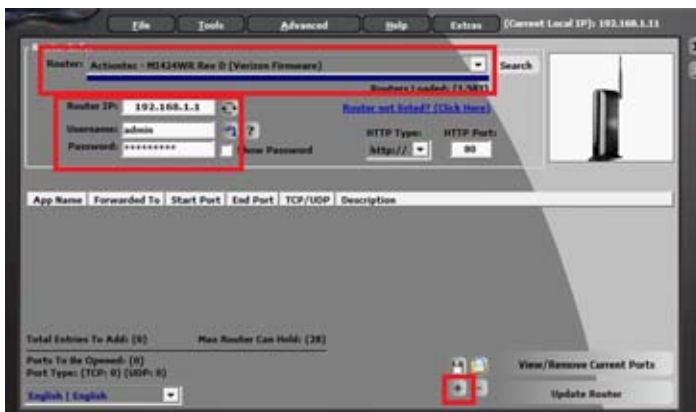 File Tools Advanced Help Extras (Current Local IP): 192.168.1.11
Router: Actiontec - MI424WR Rev D (Verizon Firmware) Search
Routers Loaded: (1,581)
Router IP: 192.168.1.1 Router not listed? (Click Here)
Username: admin ? HTTP Type: HTTP Port:
Password: ********* Show Password http:// 80
App Name Forwarded To Start Port End Port TCP/UDP Description
Total Entries To Add: (0) Max Router Can Hold: (28)
Ports To Be Opened: (0)
Port Type: (TCP: 0) (UDP: 0)
View/Remove Current Ports
English | English + - Update Router